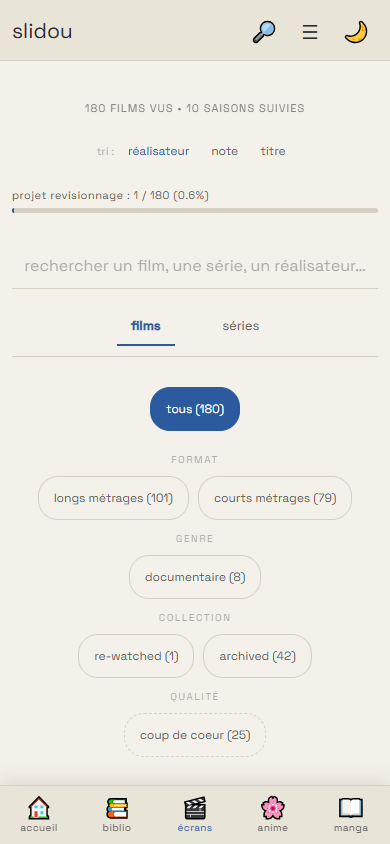 slidou
180 FILMS VUS • 10 SAISONS SUIVIES
tri : réalisateur note titre
projet revisionnage : 1 / 180 (0.6%)
rechercher un film, une série, un réalisateur...
films séries
tous (180)
FORMAT
longs métrages (101) courts métrages (79)
GENRE
documentaire (8)
COLLECTION
re-watched (1) archived (42)
QUALITÉ
coup de coeur (25)
accueil biblio écrans anime manga